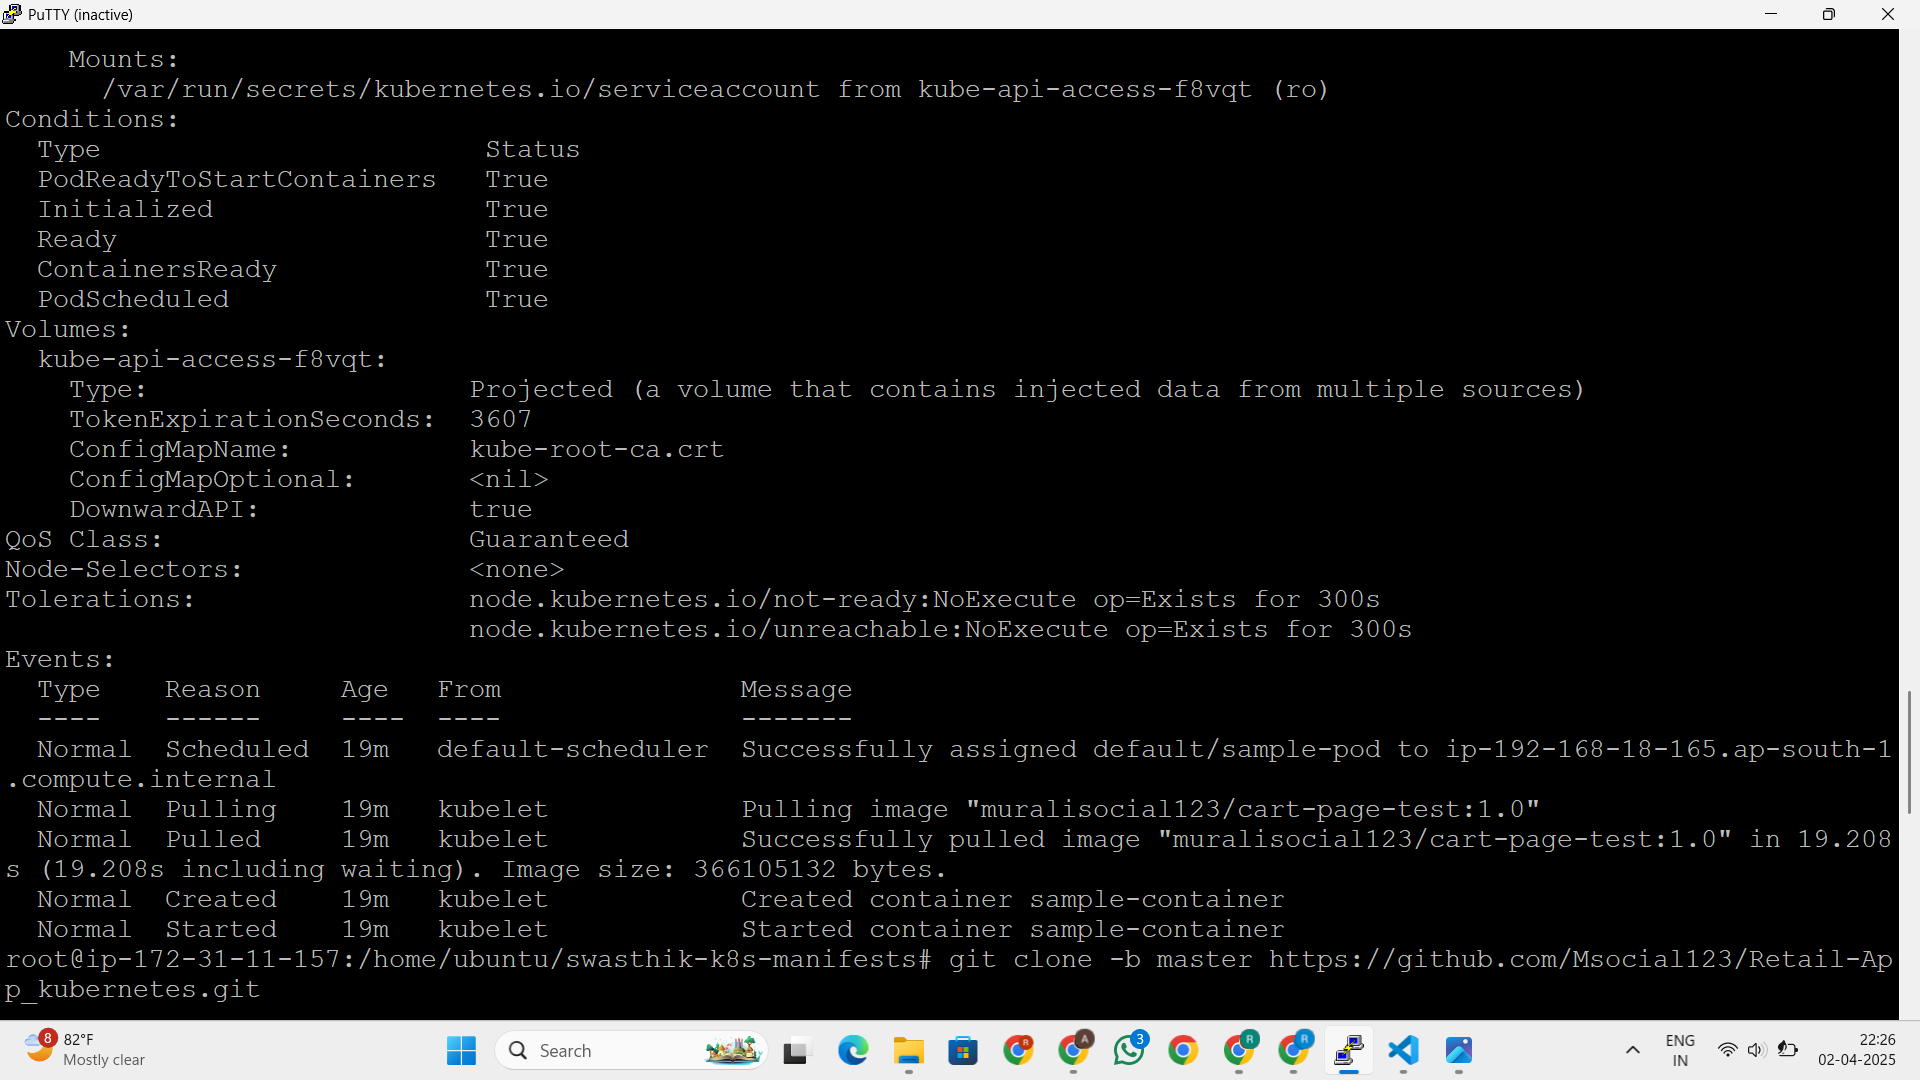 PuTTY (inactive)
Mounts:
/var/run/secrets/kubernetes.io/serviceaccount from kube-api-access-f8vqt (ro)
Conditions:
Type Status
PodReadyToStartContainers True
Initialized True
Ready True
ContainersReady True
PodScheduled True
Volumes:
kube-api-access-f8vqt:
Type: Projected (a volume that contains injected data from multiple sources)
TokenExpirationSeconds: 3607
ConfigMapName: kube-root-ca.crt
ConfigMapOptional: <nil>
DownwardAPI: true
QoS Class: Guaranteed
Node-Selectors: <none>
Tolerations: node.kubernetes.io/not-ready:NoExecute op=Exists for 300s
node.kubernetes.io/unreachable:NoExecute op=Exists for 300s
Events:
Type Reason Age From Message
---- ------ ---- ---- -------
Normal Scheduled 19m default-scheduler Successfully assigned default/sample-pod to ip-192-168-18-165.ap-south-1
.compute.internal
Normal Pulling 19m kubelet Pulling image "muralisocial123/cart-page-test:1.0"
Normal Pulled 19m kubelet Successfully pulled image "muralisocial123/cart-page-test:1.0" in 19.208
s (19.208s including waiting). Image size: 366105132 bytes.
Normal Created 19m kubelet Created container sample-container
Normal Started 19m kubelet Started container sample-container
root@ip-172-31-11-157:/home/ubuntu/swasthik-k8s-manifests# git clone -b master https://github.com/Msocial123/Retail-Ap
p_kubernetes.git
8 82°F
Mostly clear
Search
R
A
3
R
R
ENG
IN
22:26
02-04-2025